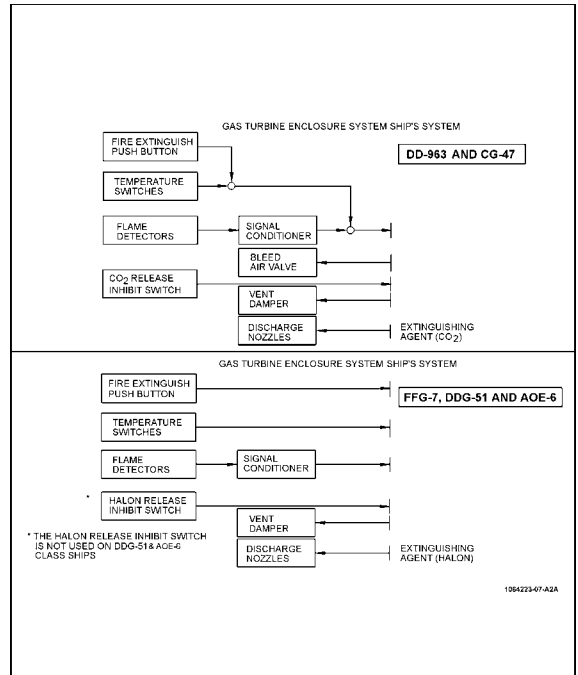 GAS TURBINE ENCLOSURE SYSTEM SHIP'S SYSTEM
FIRE EXTINGUISH
PUSH BUTTON
DD-963 AND CG-47
TEMPERATURE
SWITCHES
FLAME
DETECTORS
SIGNAL
CONDITIONER
BLEED
AIR VALVE
CO2 RELEASE
INHIBIT SWITCH
VENT
DAMPER
DISCHARGE
NOZZLES
EXTINGUISHING
AGENT (CO2)
GAS TURBINE ENCLOSURE SYSTEM SHIP'S SYSTEM
FIRE EXTINGUISH
PUSH BUTTON
FFG-7, DDG-51 AND AOE-6
TEMPERATURE
SWITCHES
FLAME
DETECTORS
SIGNAL
CONDITIONER
*
HALON RELEASE
INHIBIT SWITCH
VENT
DAMPER
* THE HALON RELEASE INHIBIT SWITCH
IS NOT USED ON DDG-51& AOE-6
CLASS SHIPS
DISCHARGE
NOZZLES
EXTINGUISHING
AGENT (HALON)
1064223-07-A2A